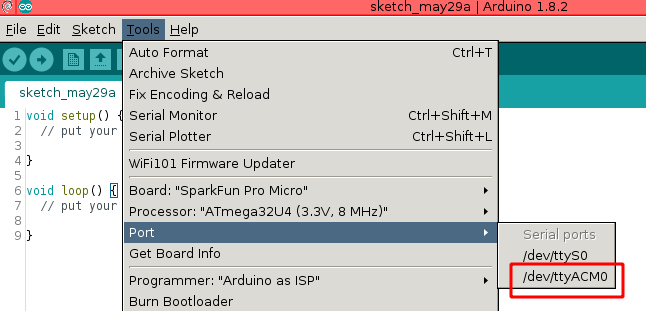 sketch_may29a | Arduino 1.8.2
File Edit Sketch Tools Help
sketch_may29a
1 void setup() {
2 // put your
3
4 }
5
6 void loop() {
7 // put your
8
9 }
Auto Format Ctrl+T
Archive Sketch
Fix Encoding & Reload
Serial Monitor Ctrl+Shift+M
Serial Plotter Ctrl+Shift+L
WiFi101 Firmware Updater
Board: "SparkFun Pro Micro"
Processor: "ATmega32U4 (3.3V, 8 MHz)"
Port
Get Board Info
Programmer: "Arduino as ISP"
Burn Bootloader
Serial ports
/dev/ttyS0
/dev/ttyACM0